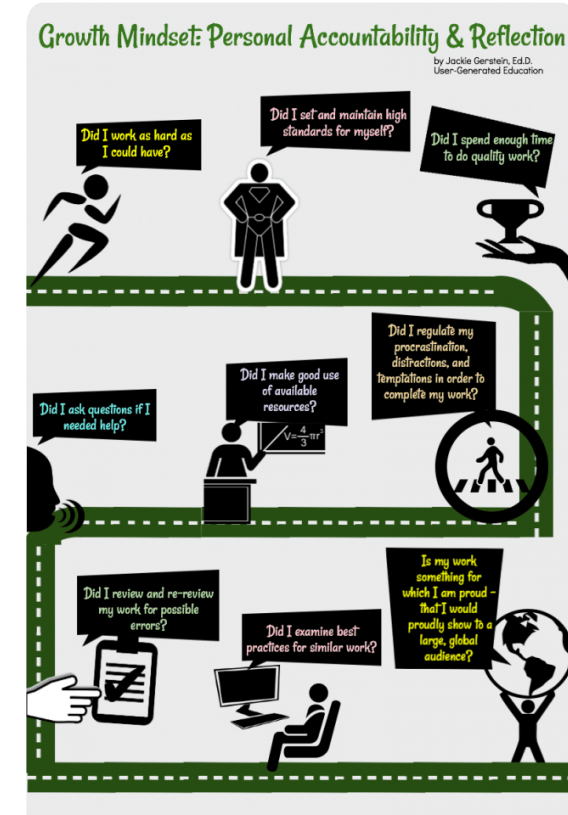 Growth Mindset: Personal Accountability & Reflection
by Jackie Gerstein, Ed.D.
User-Generated Education
Did I work as hard as
I could have?
Did I set and maintain high
standards for myself?
Did I spend enough time
to do quality work?
Did I regulate my
procrastination,
distractions, and
temptations in order to
complete my work?
Did I make good use
of available
resources?
V=4/3πr³
Did I ask questions if I
needed help?
Did I review and re-review
my work for possible
errors?
Did I examine best
practices for similar work?
Is my work
something for
which I am proud -
that I would
proudly show to a
large, global
audience?